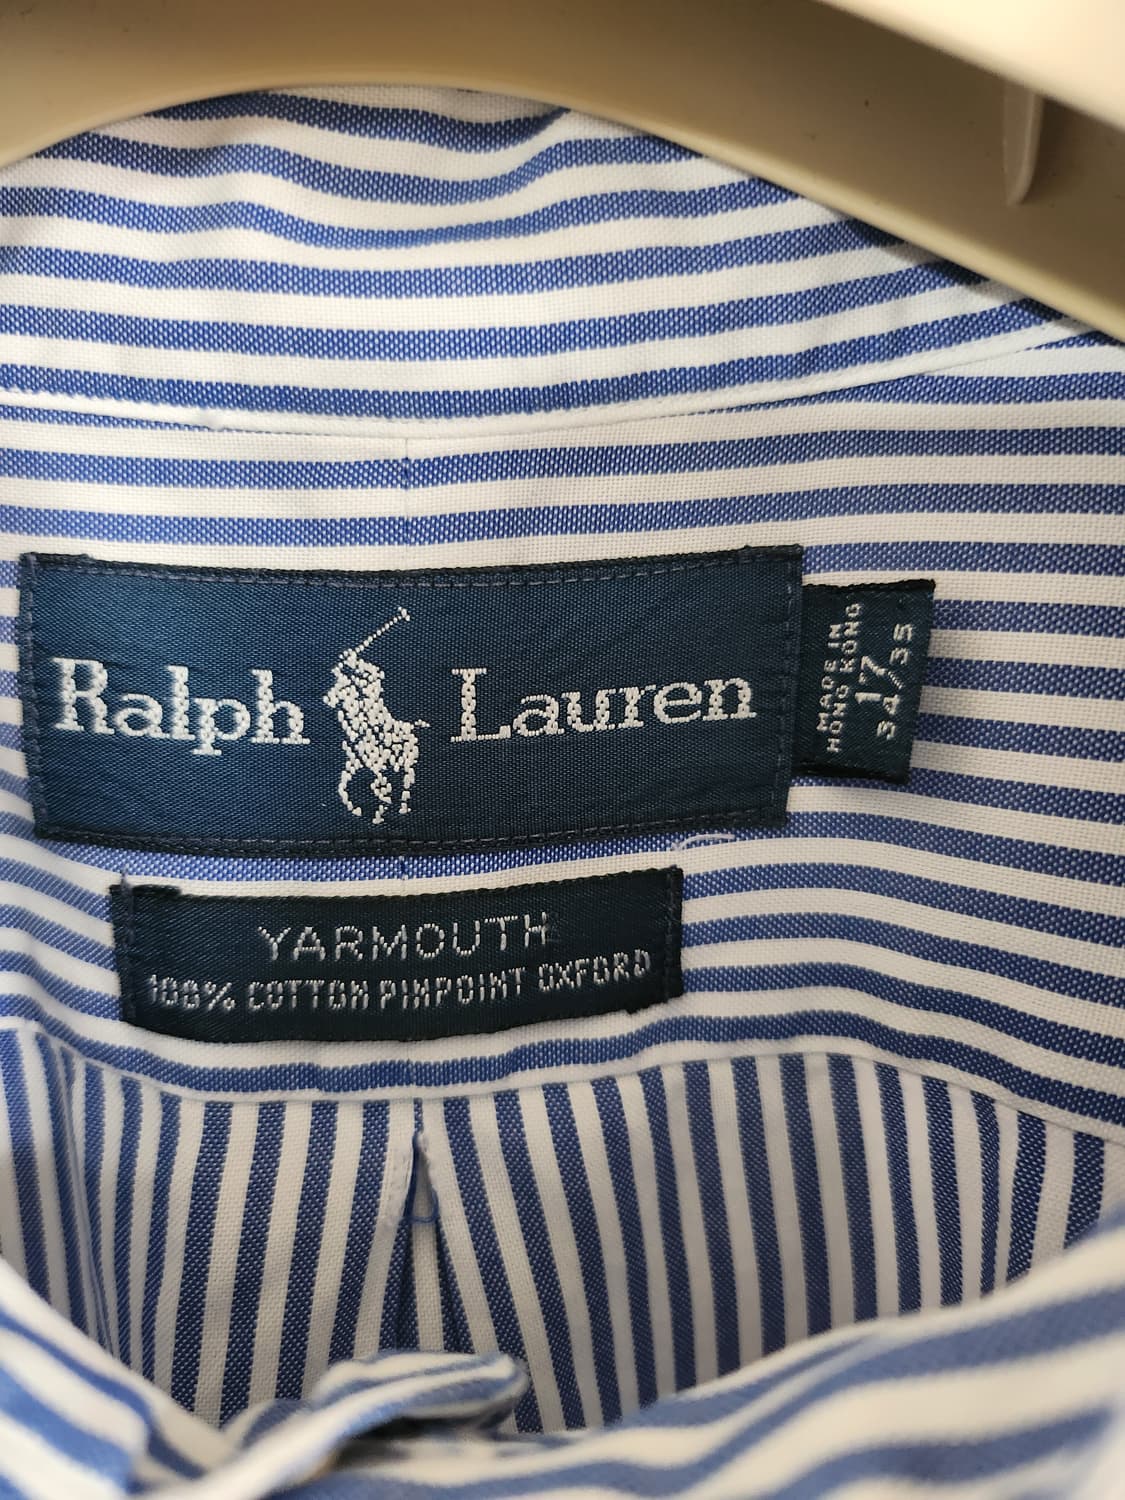 Ralph Lauren
MADE IN
HONG KONG
17
34/35
YARMOUTH
100% COTTON PINPOINT OXFORD